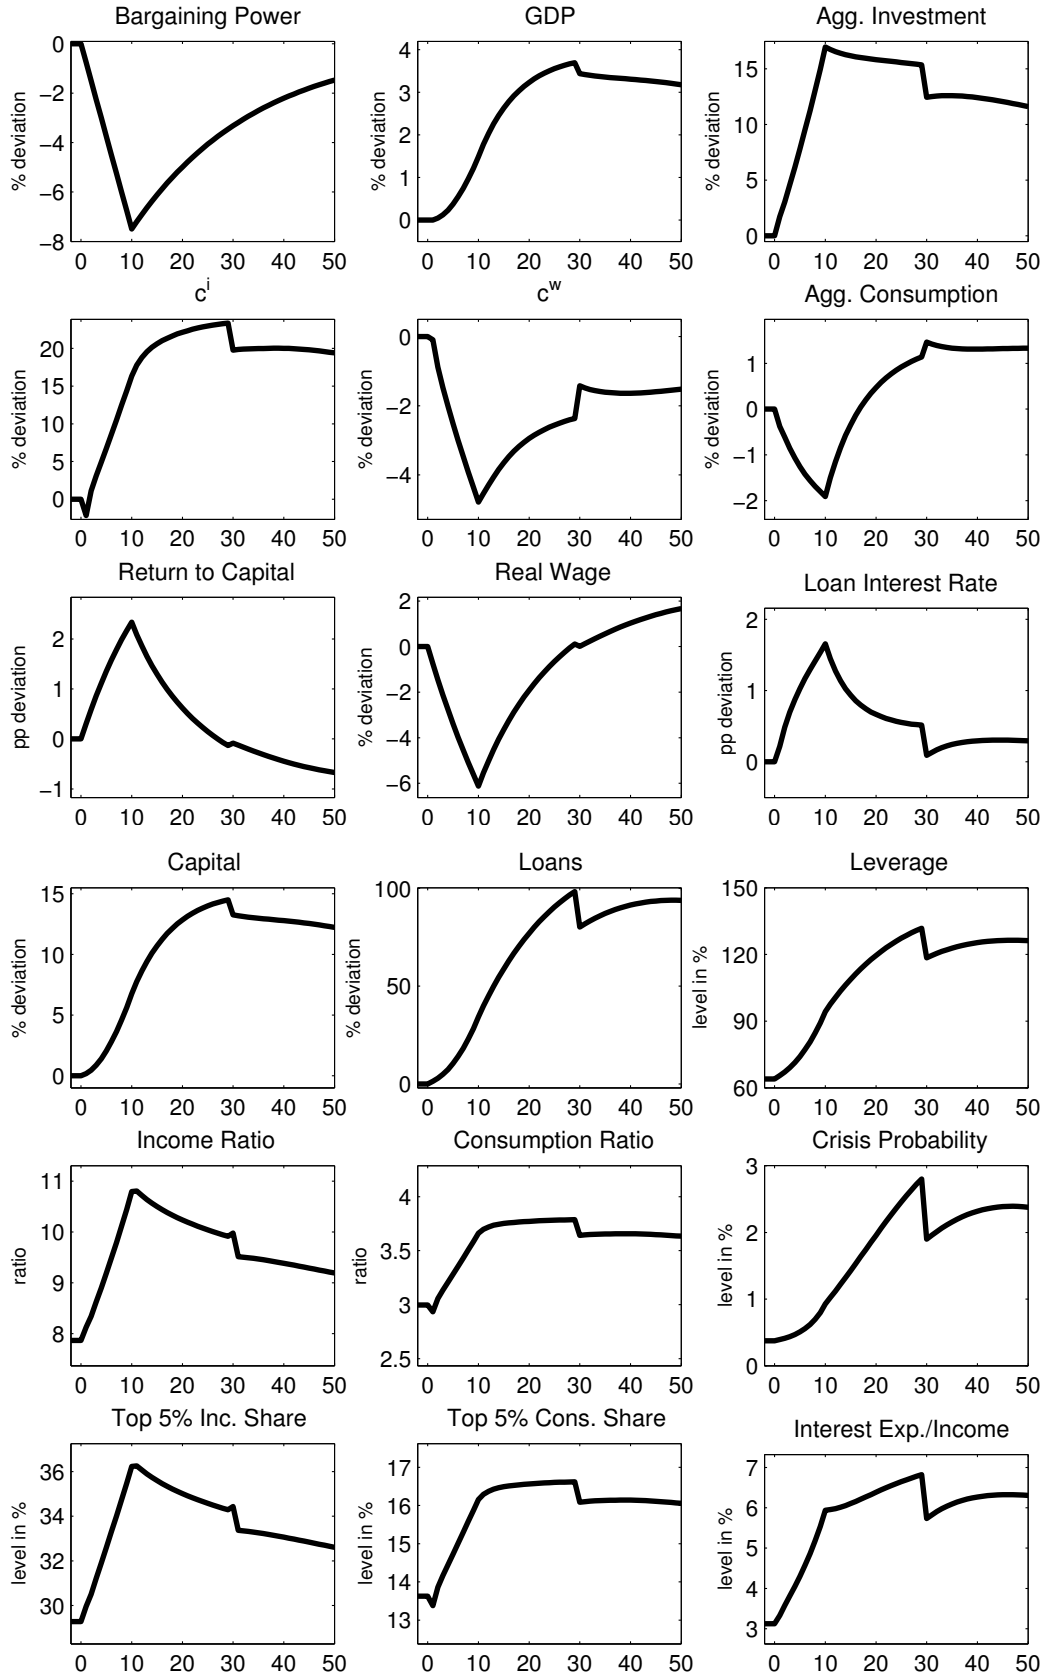 Bargaining Power GDP Agg. Investment
0 4
−2 3 15
−4 2 10
−6 1 5
−8 0 0
% deviation % deviation % deviation
0 10 20 30 40 50 0 10 20 30 40 50 0 10 20 30 40 50
cⁱ cʷ Agg. Consumption
20 0 1
15 −2 0
10 −4 −1
5 −2
0
% deviation % deviation % deviation
0 10 20 30 40 50 0 10 20 30 40 50 0 10 20 30 40 50
Return to Capital Real Wage Loan Interest Rate
2 2 2
1 0 1
0 −2 0
−1 −4
−6
pp deviation % deviation pp deviation
0 10 20 30 40 50 0 10 20 30 40 50 0 10 20 30 40 50
Capital Loans Leverage
15 100 150
10 50 120
5 0 90
0 60
% deviation % deviation level in %
0 10 20 30 40 50 0 10 20 30 40 50 0 10 20 30 40 50
Income Ratio Consumption Ratio Crisis Probability
11 4 3
10 3.5 2
9 3 1
8 2.5 0
ratio ratio level in %
0 10 20 30 40 50 0 10 20 30 40 50 0 10 20 30 40 50
Top 5% Inc. Share Top 5% Cons. Share Interest Exp./Income
36 17 7
34 16 6
32 15 5
30 14 4
13 3
level in % level in % level in %
0 10 20 30 40 50 0 10 20 30 40 50 0 10 20 30 40 50